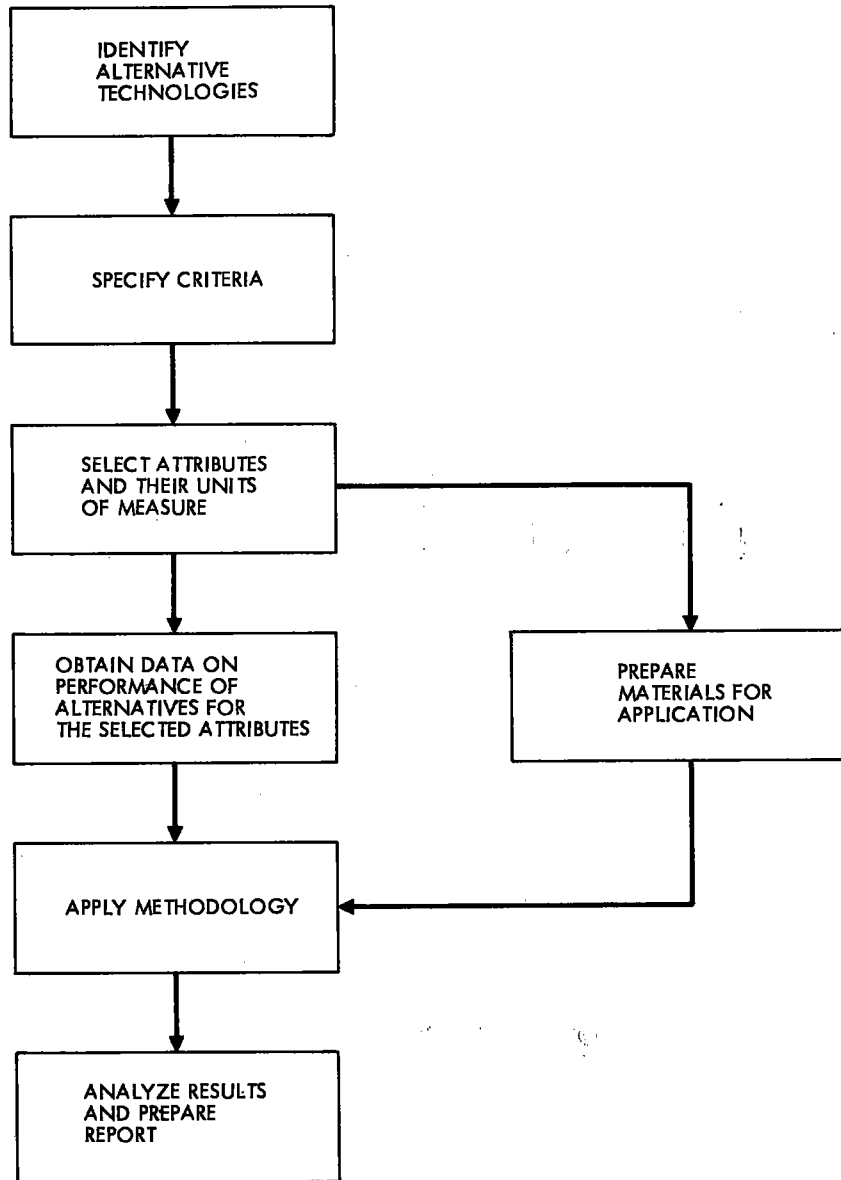 IDENTIFY
ALTERNATIVE
TECHNOLOGIES
SPECIFY CRITERIA
SELECT ATTRIBUTES
AND THEIR UNITS
OF MEASURE
OBTAIN DATA ON
PERFORMANCE OF
ALTERNATIVES FOR
THE SELECTED ATTRIBUTES
PREPARE
MATERIALS FOR
APPLICATION
APPLY METHODOLOGY
ANALYZE RESULTS
AND PREPARE
REPORT